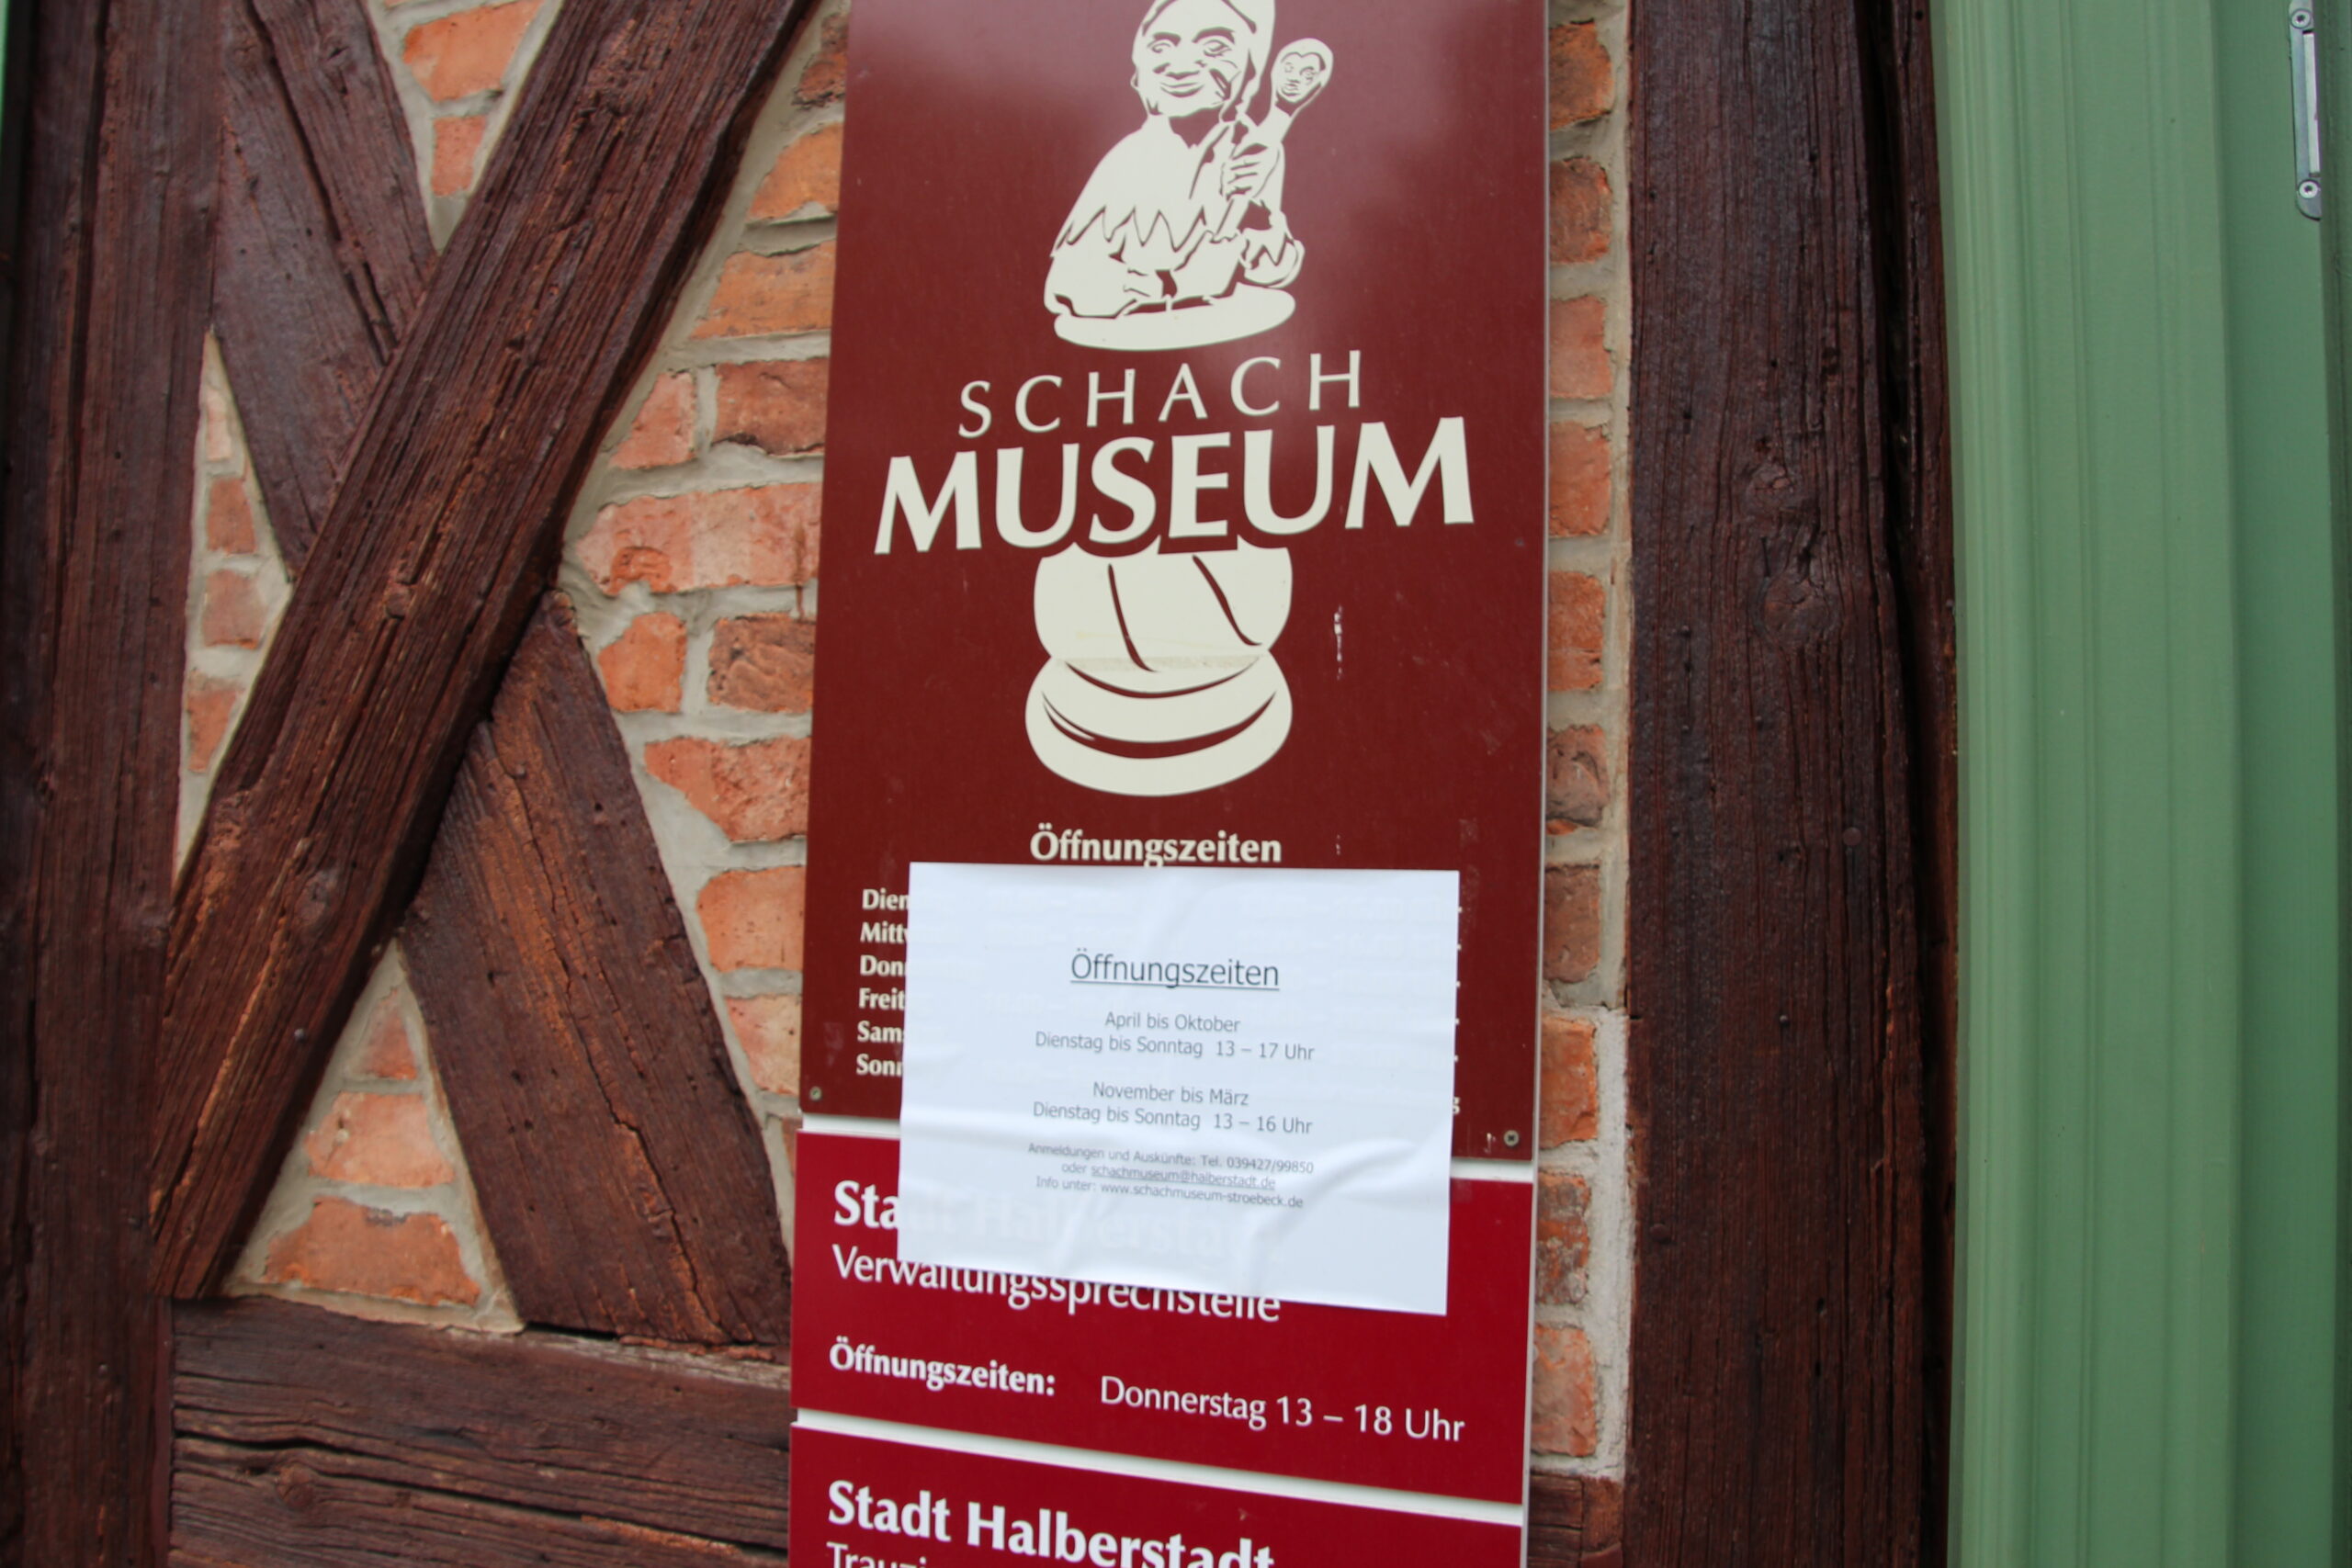 SCHACH
MUSEUM
Öffnungszeiten
Öffnungszeiten
April bis Oktober
Dienstag bis Sonntag 13 – 17 Uhr
November bis März
Dienstag bis Sonntag 13 – 16 Uhr
Anmeldungen und Auskünfte: Tel. 039427/99850
oder schachmuseum@halberstadt.de
Info unter: www.schachmuseum-stroebeck.de
Stadt Halberstadt
Verwaltungssprechstelle
Öffnungszeiten: Donnerstag 13 – 18 Uhr
Stadt Halberstadt